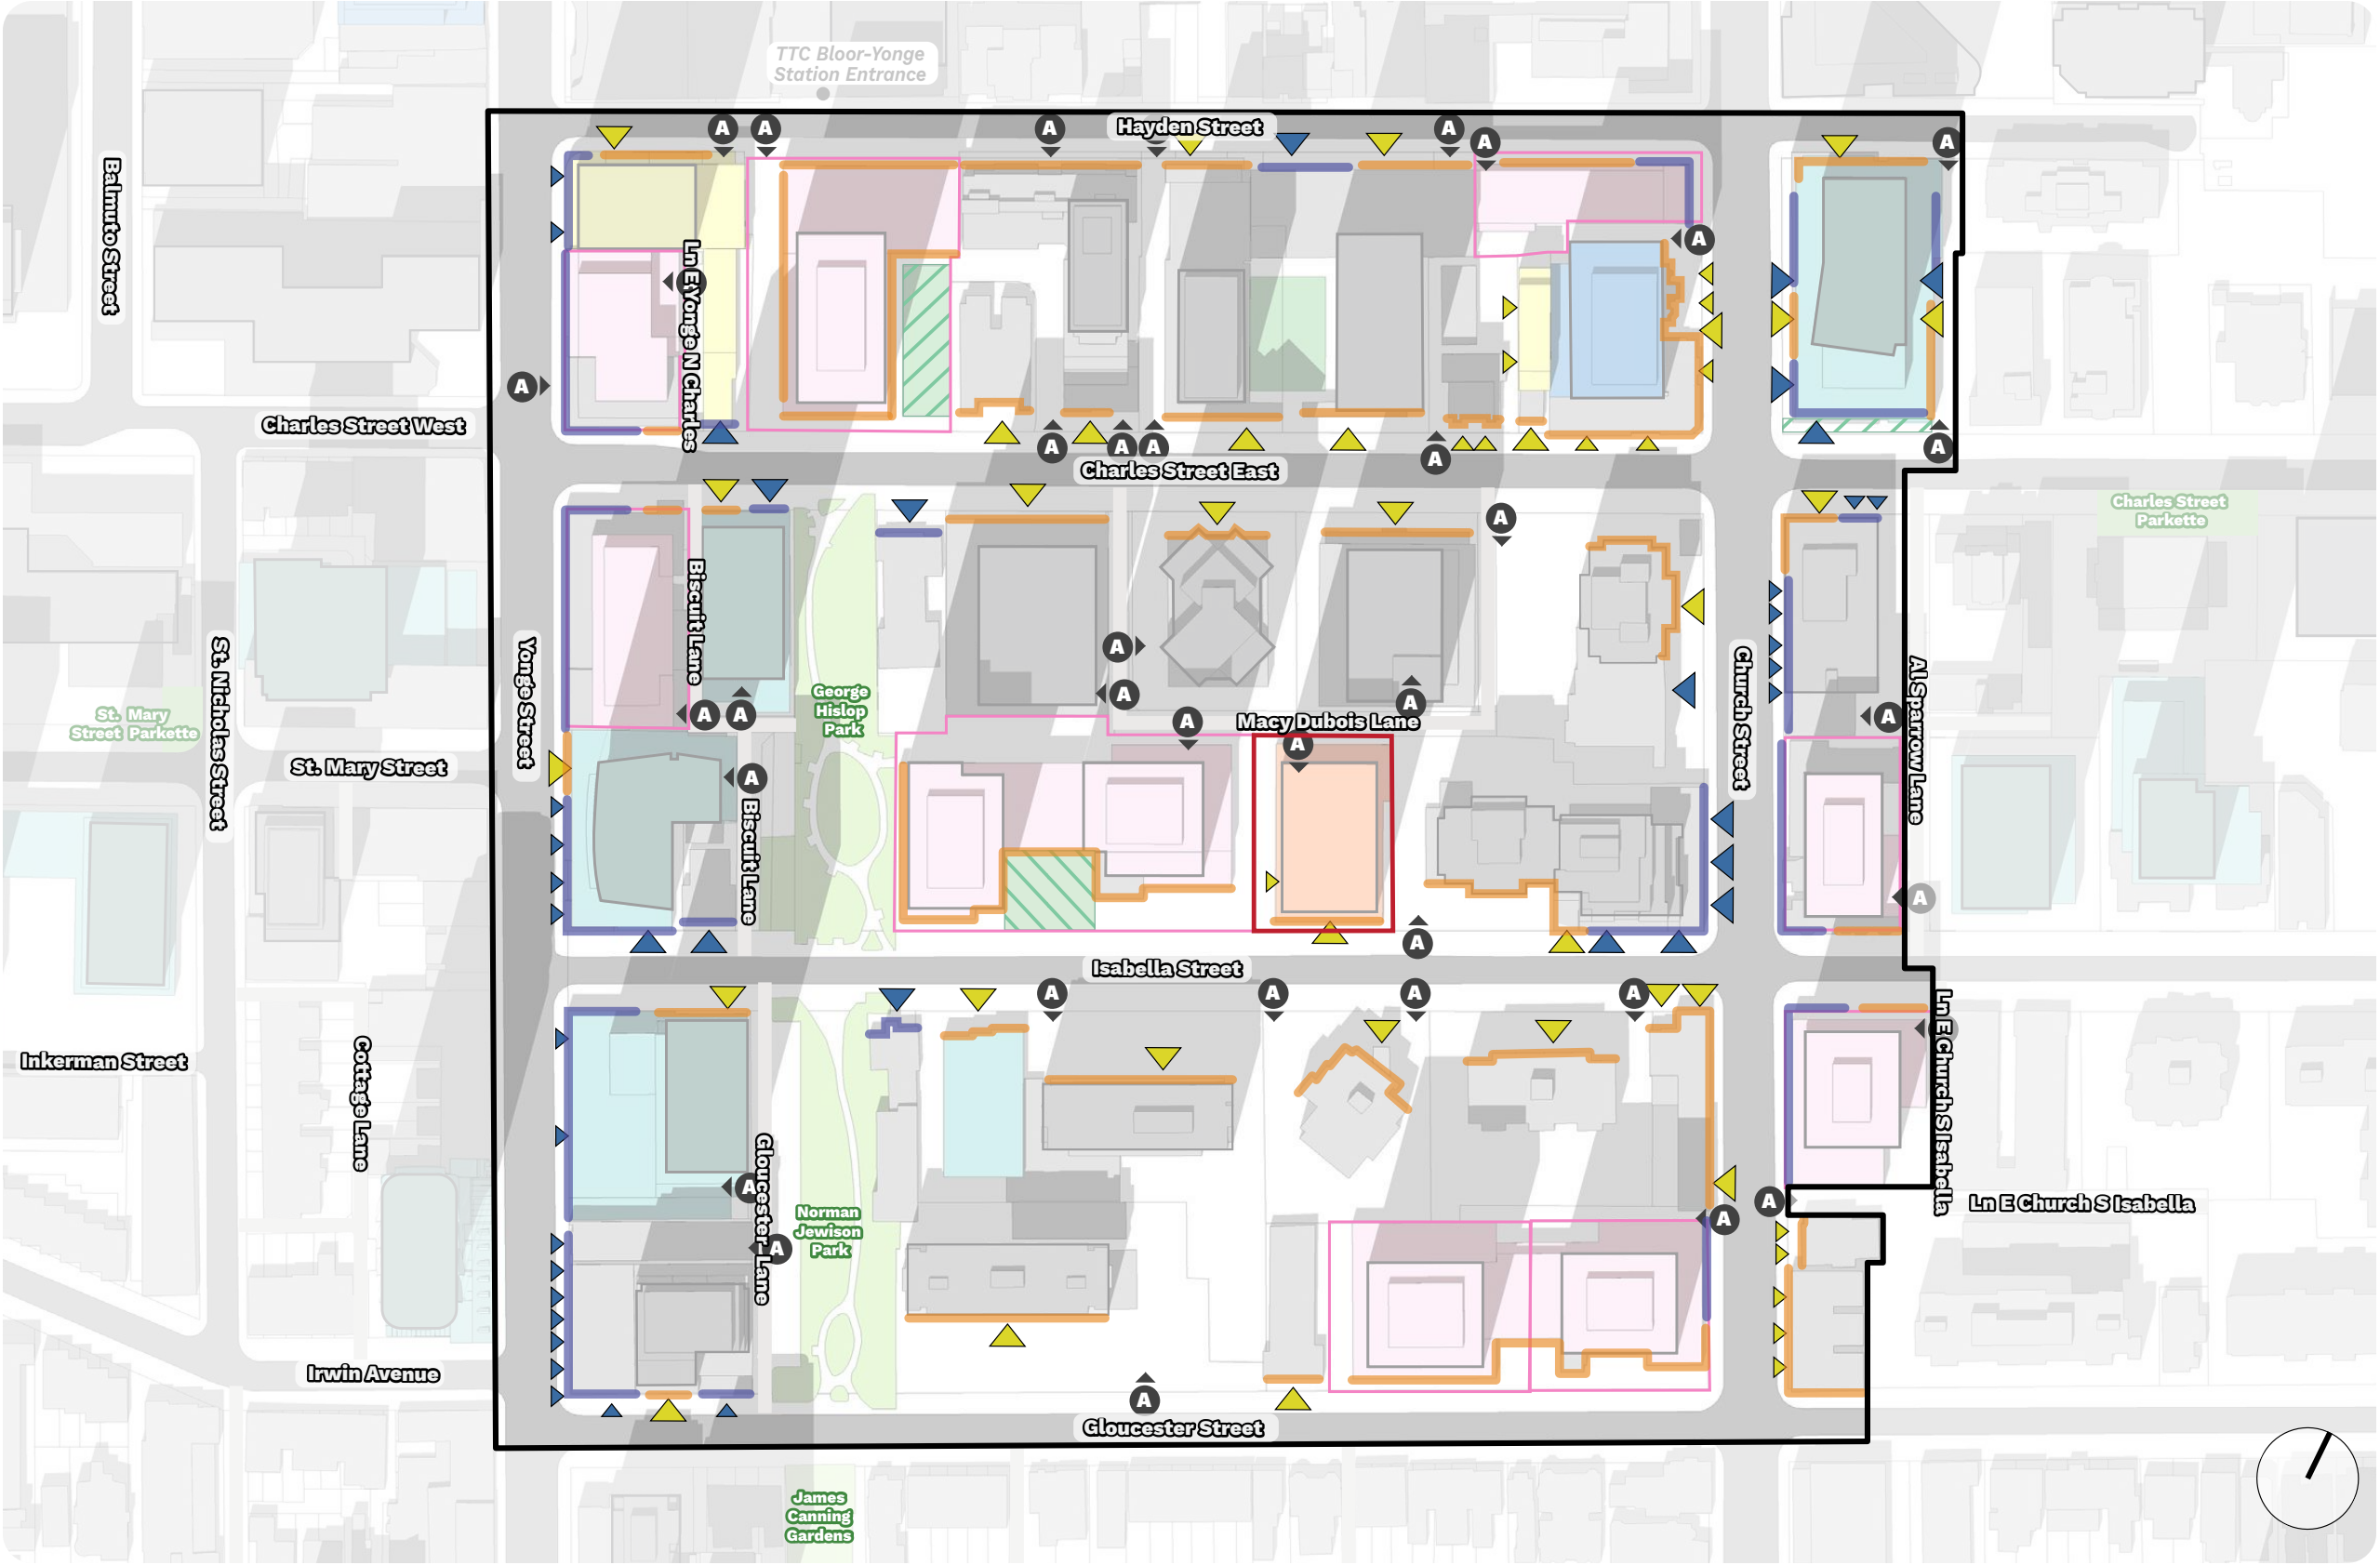 TTC Bloor-Yonge
Station Entrance
Hayden Street
A
A
A
A
A
A
A
A
A
Balmuto Street
Ln E Yonge N Charles
A
Charles Street West
A
A
A
A
A
Charles Street East
Charles Street
Parkette
A
Biscuit Lane
Yonge Street
St. Nicholas Street
A
A
A
A
A
George
Hislop
Park
A
Macy Dubois Lane
A
Church Street
Al Sparrow Lane
A
St. Mary
Street Parkette
St. Mary Street
A
Biscuit Lane
A
A
Isabella Street
A
A
A
A
Ln E Church S Isabella
Inkerman Street
Cottage Lane
A
Gloucester Lane
A
Norman
Jewison
Park
A
A
Ln E Church S Isabella
Irwin Avenue
A
Gloucester Street
James
Canning
Gardens